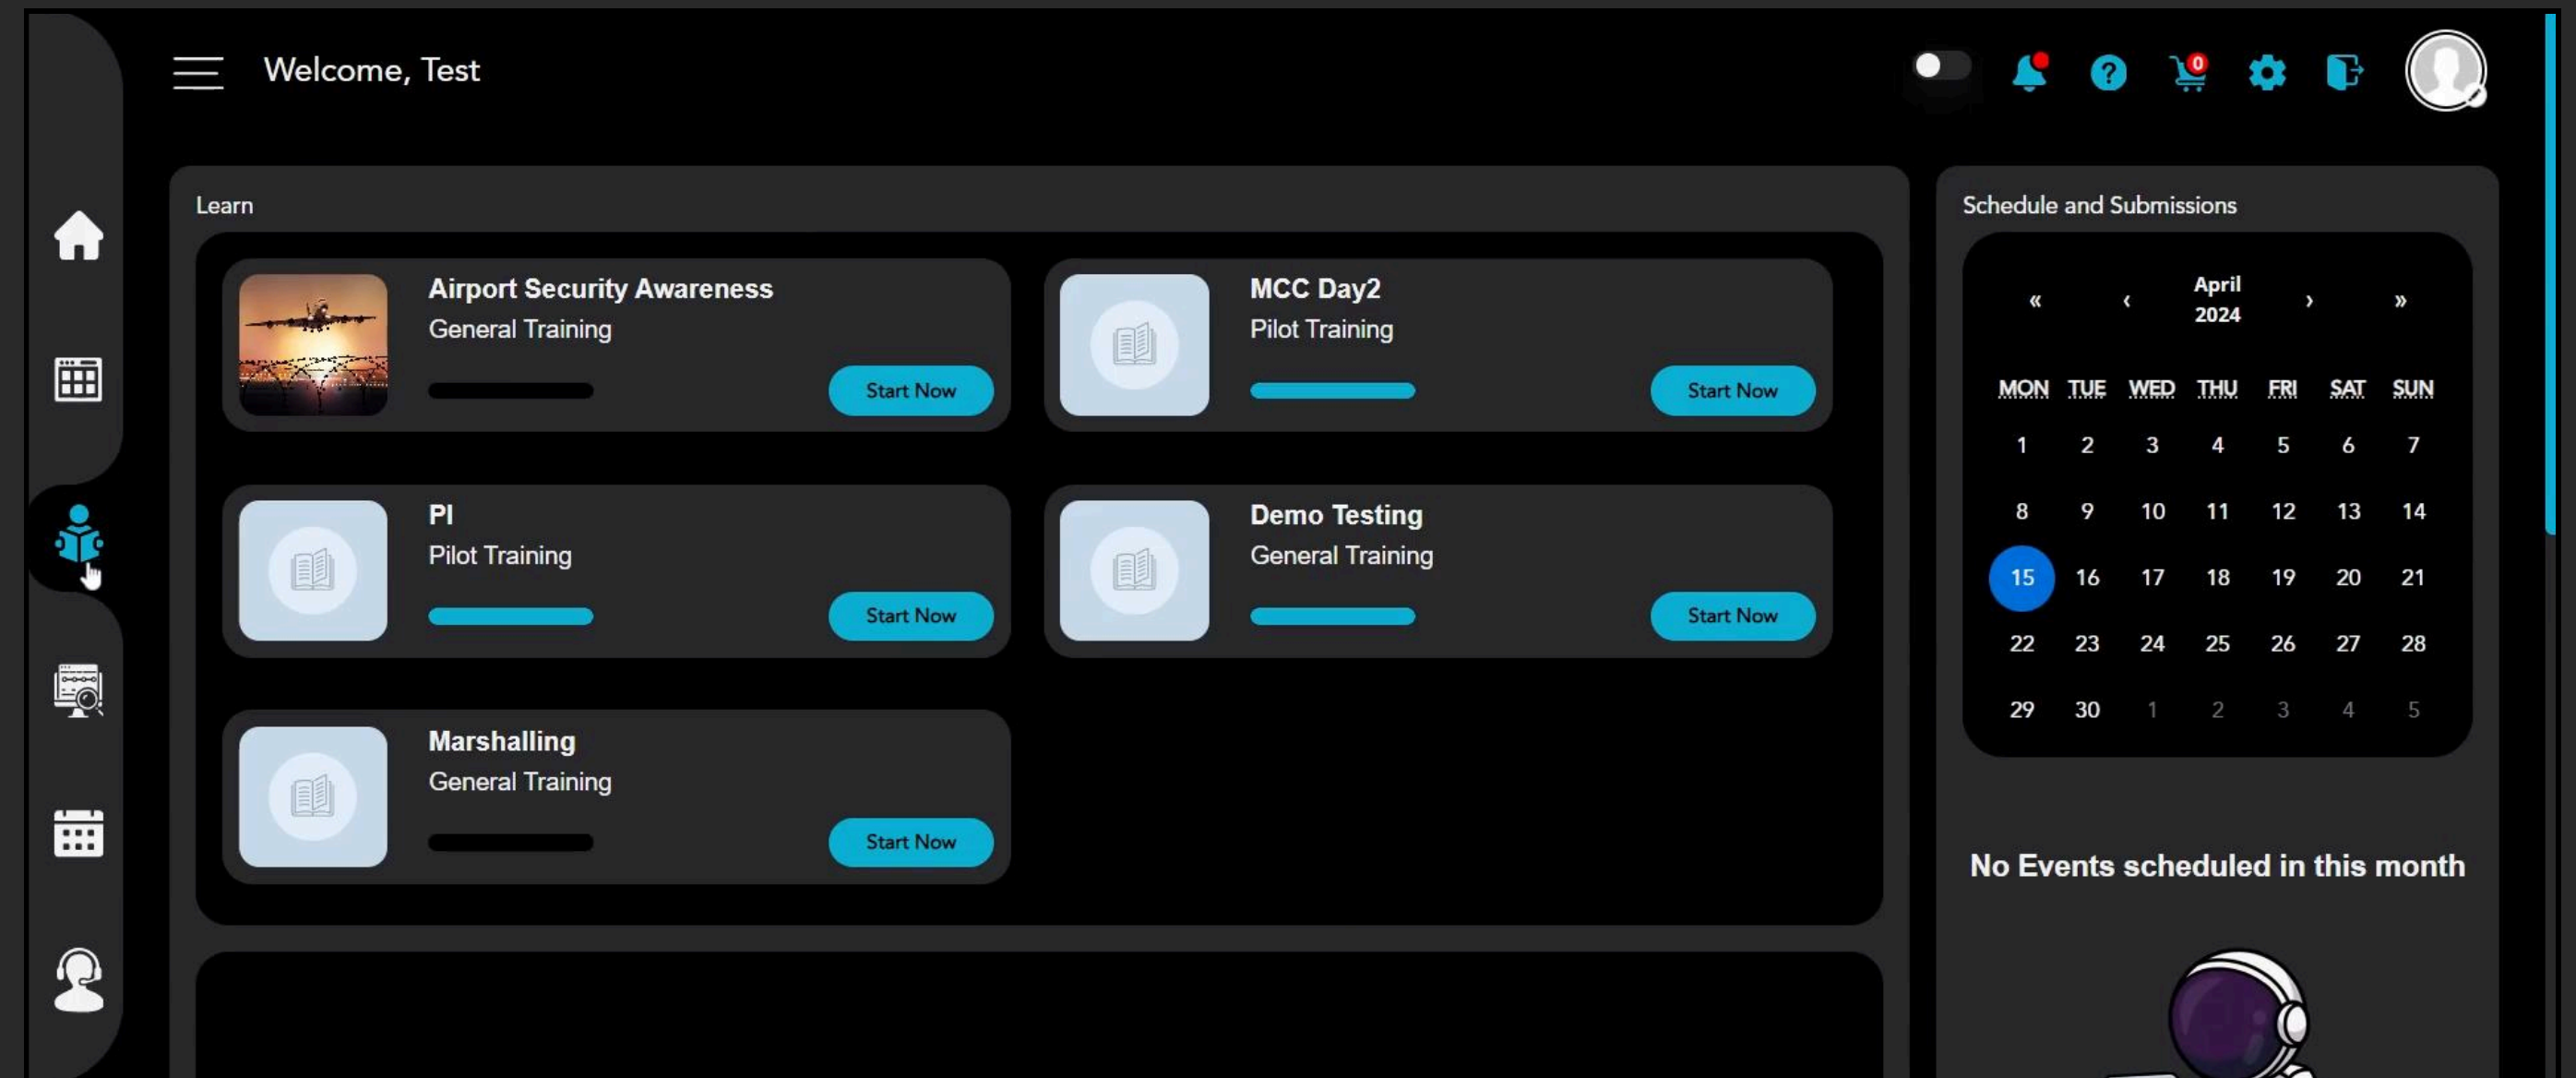 Welcome, Test
?
0
Learn
Airport Security Awareness
General Training
Start Now
MCC Day2
Pilot Training
Start Now
PI
Pilot Training
Start Now
Demo Testing
General Training
Start Now
Marshalling
General Training
Start Now
Schedule and Submissions
« ‹ April › »
2024
MON TUE WED THU FRI SAT SUN
1 2 3 4 5 6 7
8 9 10 11 12 13 14
15 16 17 18 19 20 21
22 23 24 25 26 27 28
29 30 1 2 3 4 5
No Events scheduled in this month